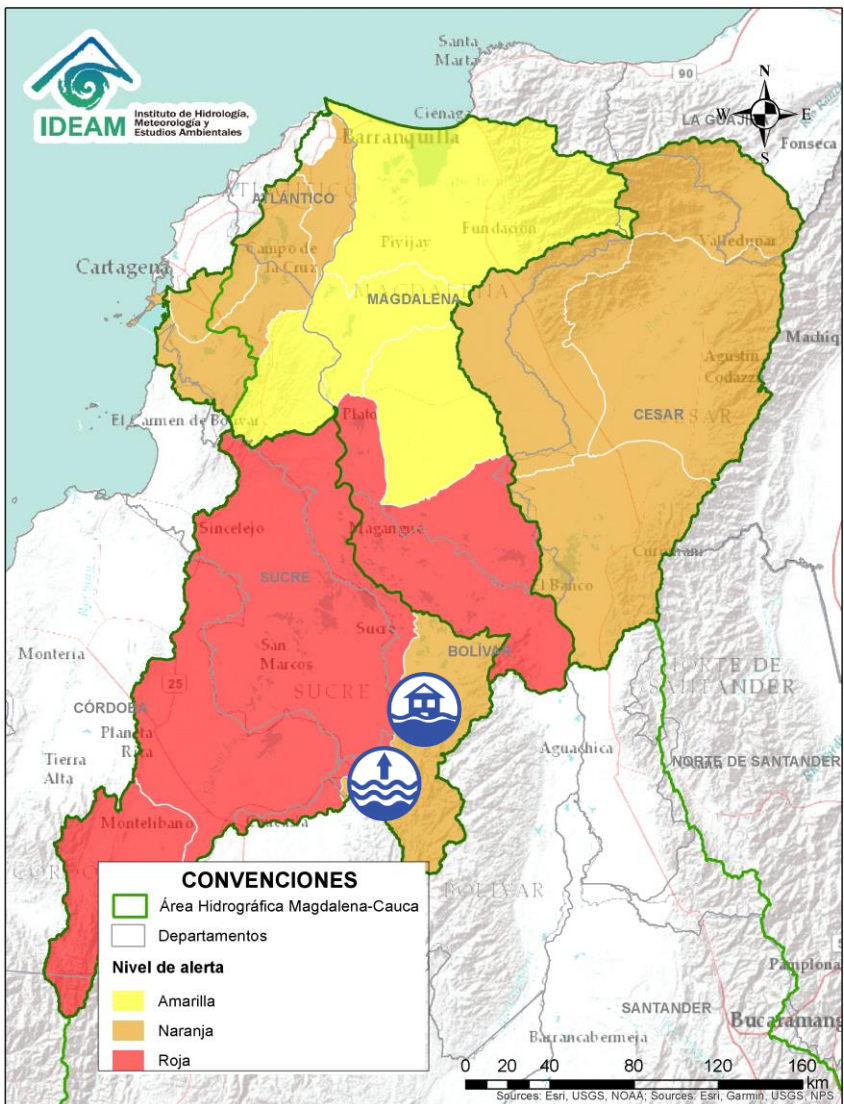 IDEAM
Instituto de Hidrología,
Meteorología y
Estudios Ambientales
Santa
Marta
90
N
W
E
S
LA GUAJI
Ciénaga
Barranquilla
Fonseca
ATLÁNTICO
Fundación
Pivijay
Valledupar
Campo de
la Cruz
Cartagena
MAGDALENA
Agustín
Codazzi
El Carmen de Bolívar
Plato
CESAR
Sincelejo
Magangué
SUCRE
El Banco
Sucre
BOLÍVAR
Montería
San
Marcos
SUCRE
NORTE DE
SANTANDER
25
CÓRDOBA
Planeta
Rica
Aguachica
Tierra
Alta
NORTE DE SANTANDER
Montelíbano
BOLÍVAR
CONVENCIONES
Área Hidrográfica Magdalena-Cauca
Departamentos
Nivel de alerta
Amarilla
Naranja
Roja
Pamplona
SANTANDER
Bucaramang
Barrancabermeja
0 20 40 80 120 160
km
Sources: Esri, USGS, NOAA; Sources: Esri, Garmin, USGS, NPS